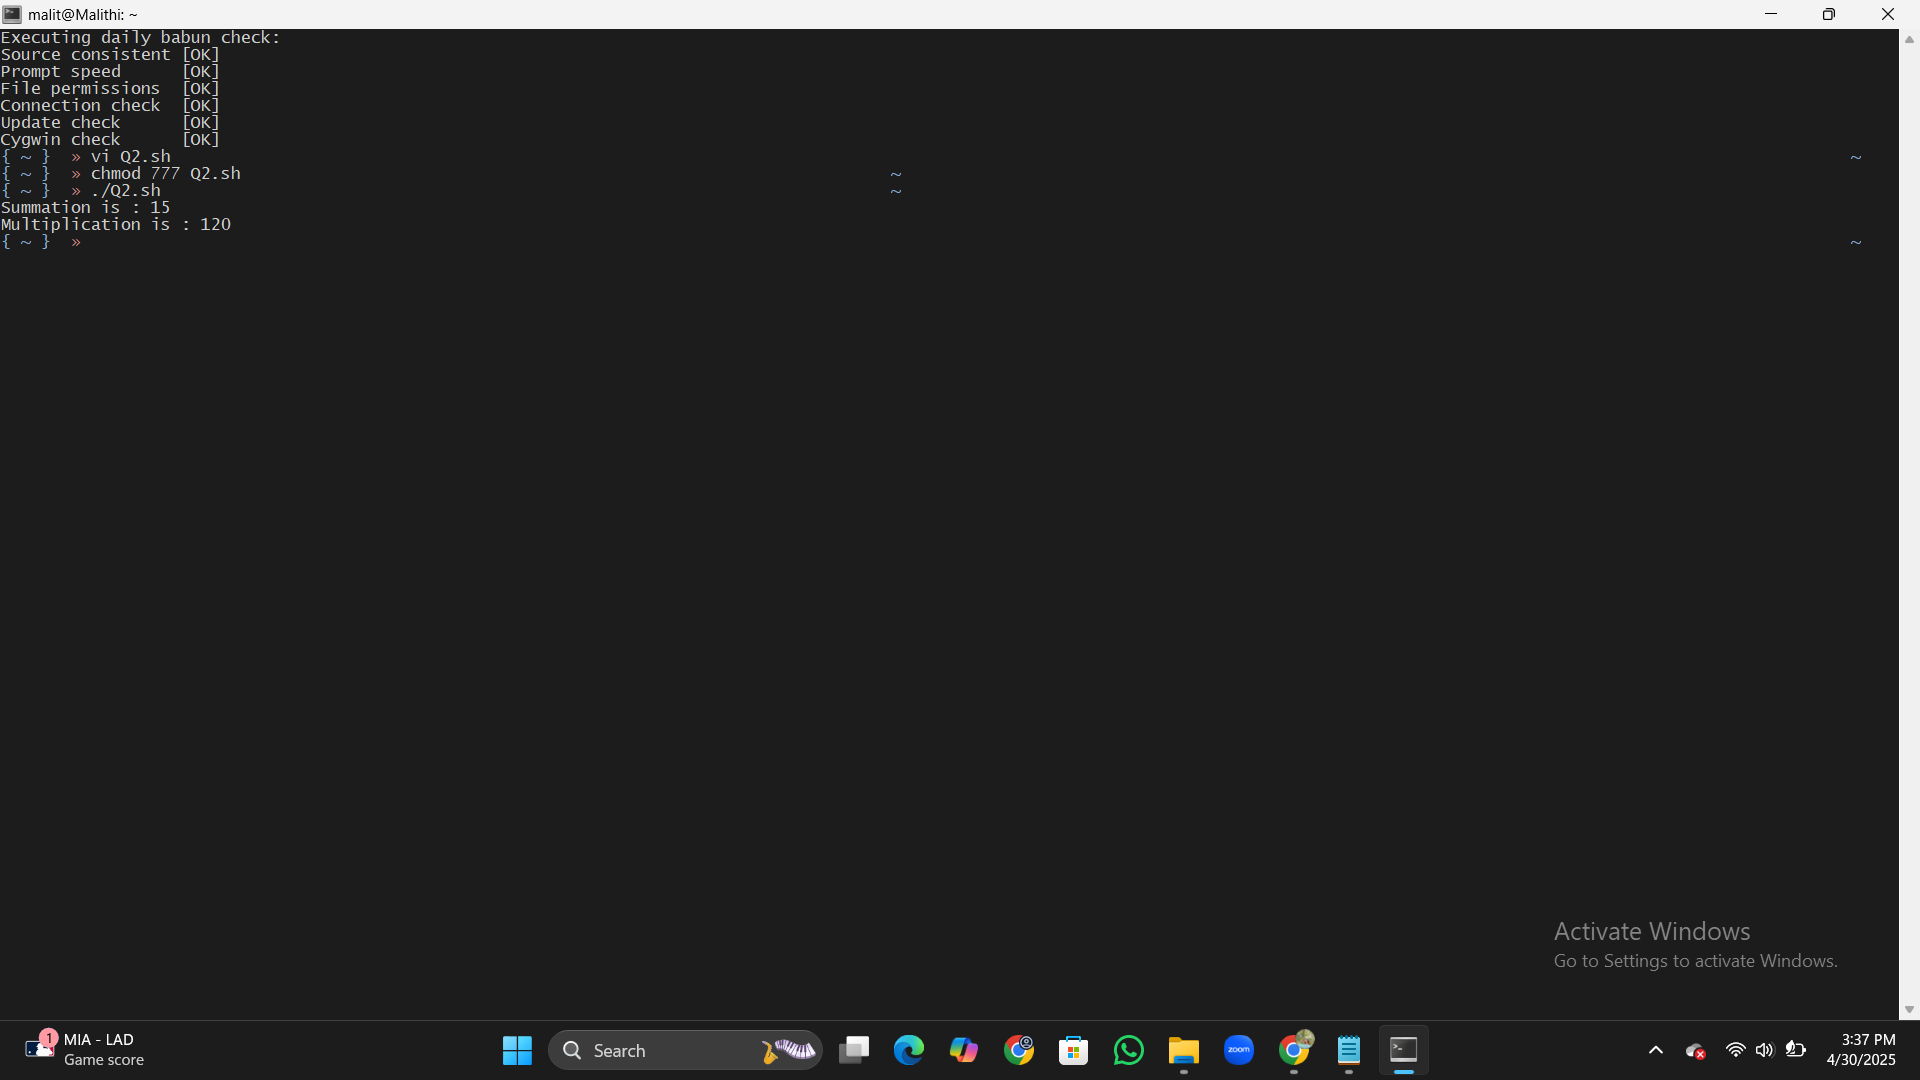 malit@Malithi: ~
Executing daily babun check:
Source consistent [OK]
Prompt speed      [OK]
File permissions  [OK]
Connection check  [OK]
Update check      [OK]
Cygwin check      [OK]
{ ~ }  » vi Q2.sh ~
{ ~ }  » chmod 777 Q2.sh ~
{ ~ }  » ./Q2.sh ~
Summation is : 15
Multiplication is : 120
{ ~ }  » ~
Activate Windows
Go to Settings to activate Windows.
1
MIA - LAD
Game score
Search
zoom
3:37 PM
4/30/2025